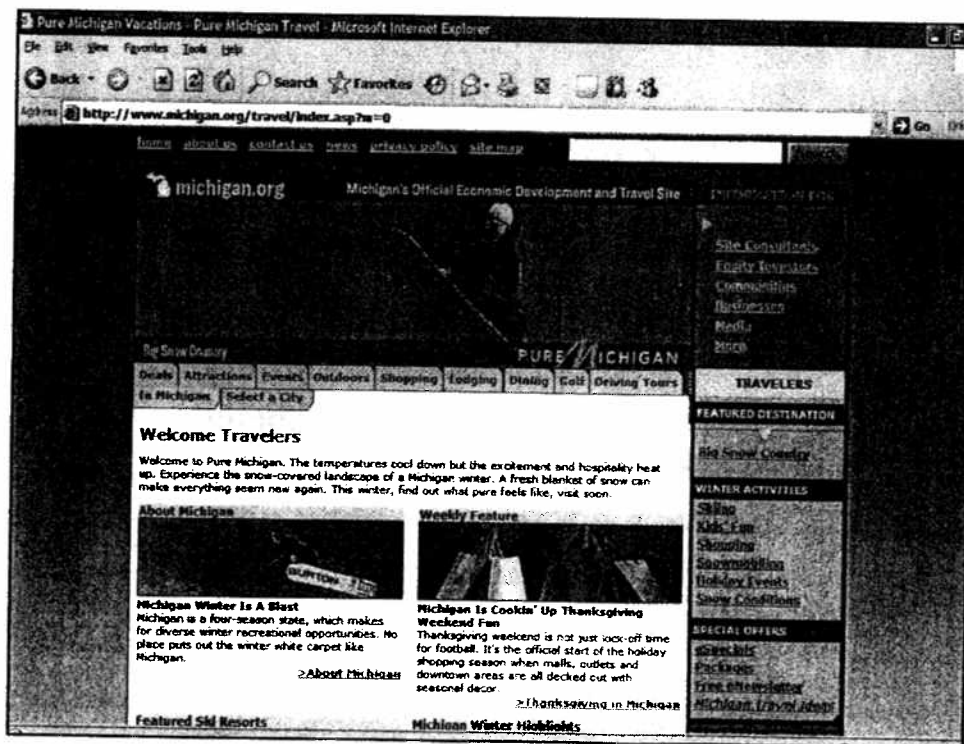 Pure Michigan Vacations - Pure Michigan Travel - Microsoft Internet Explorer
File Edit View Favorites Tools Help
Back Search Favorites
Address http://www.michigan.org/travel/index.asp?m=0 Go
home about us contact us news privacy policy site map
michigan.org Michigan's Official Economic Development and Travel Site
Site Consultants
Equity Investors
Communities
Businesses
Media
More
Big Snow Country PURE MICHIGAN
Deals Attractions Events Outdoors Shopping Lodging Dining Golf Driving Tours
In Michigan Select a City
TRAVELERS
FEATURED DESTINATION
Big Snow Country
WINTER ACTIVITIES
Skiing
Kids' Fun
Shopping
Snowmobiling
Holiday Events
Snow Conditions
SPECIAL OFFERS
eSpecials
Packages
Free eNewsletter
Michigan Travel Ideas
Welcome Travelers
Welcome to Pure Michigan. The temperatures cool down but the excitement and hospitality heat
up. Experience the snow-covered landscape of a Michigan winter. A fresh blanket of snow can
make everything seem new again. This winter, find out what pure feels like, visit soon.
About Michigan
BURTON
Michigan Winter Is A Blast
Michigan is a four-season state, which makes
for diverse winter recreational opportunities. No
place puts out the winter white carpet like
Michigan.
>About Michigan
Weekly Feature
Michigan Is Cookin' Up Thanksgiving
Weekend Fun
Thanksgiving weekend is not just kick-off time
for football. It's the official start of the holiday
shopping season when malls, outlets and
downtown areas are all decked out with
seasonal decor.
>Thanksgiving in Michigan
Featured Ski Resorts
Michigan Winter Highlights